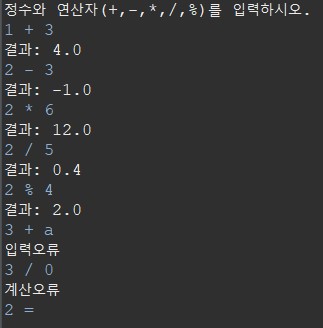 정수와 연산자(+,-,*,/,%)를 입력하시오.
1 + 3
결과: 4.0
2 - 3
결과: -1.0
2 * 6
결과: 12.0
2 / 5
결과: 0.4
2 % 4
결과: 2.0
3 + a
입력오류
3 / 0
계산오류
2 =